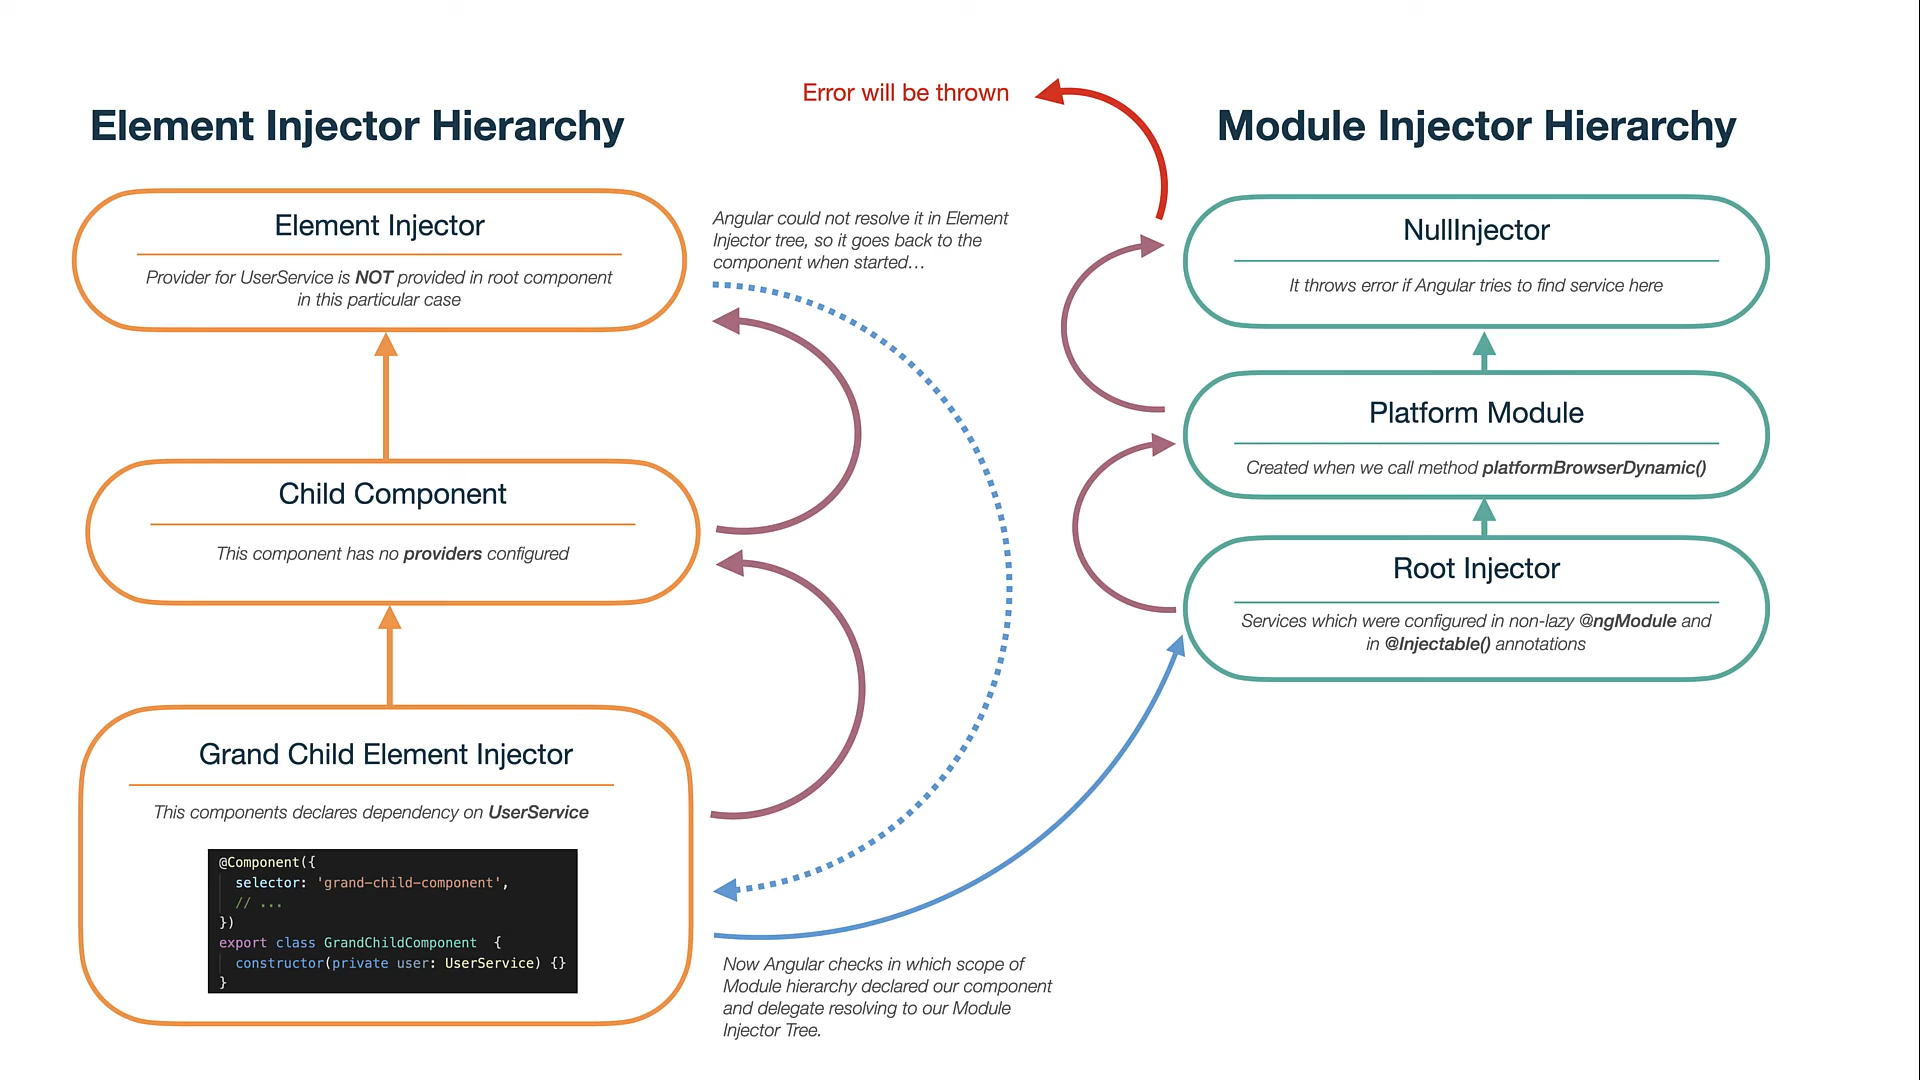 Error will be thrown
Element Injector Hierarchy
Module Injector Hierarchy
Element Injector
Provider for UserService is NOT provided in root component
in this particular case
Angular could not resolve it in Element
Injector tree, so it goes back to the
component when started...
NullInjector
It throws error if Angular tries to find service here
Platform Module
Created when we call method platformBrowserDynamic()
Child Component
This component has no providers configured
Root Injector
Services which were configured in non-lazy @ngModule and
in @Injectable() annotations
Grand Child Element Injector
This components declares dependency on UserService
@Component({
selector: 'grand-child-component',
// ...
})
export class GrandChildComponent {
constructor(private user: UserService) {}
}
Now Angular checks in which scope of
Module hierarchy declared our component
and delegate resolving to our Module
Injector Tree.